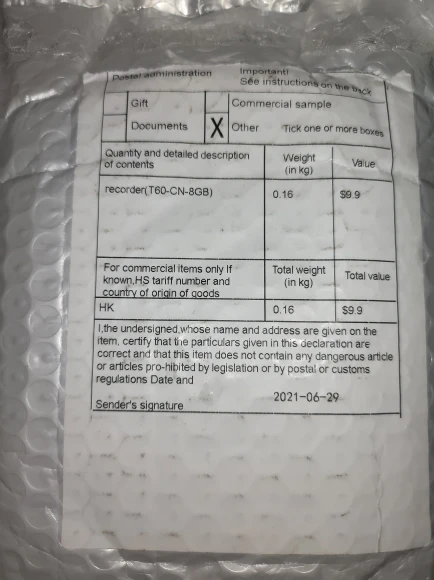 Postal administration
Important!
See instructions on the back
Gift
Commercial sample
Documents
X
Other
Tick one or more boxes
Quantity and detailed description
of contents
Weight
(in kg)
Value
recorder(T60-CN-8GB)
0.16
$9.9
For commercial items only If
known,HS tariff number and
country of origin of goods
Total weight
(in kg)
Total value
HK
0.16
$9.9
I,the undersigned,whose name and address are given on the
item, certify that the particulars given in this declaration are
correct and that this item does not contain any dangerous article
or articles pro-hibited by legislation or by postal or customs
regulations Date and
2021-06-29
Sender's signature